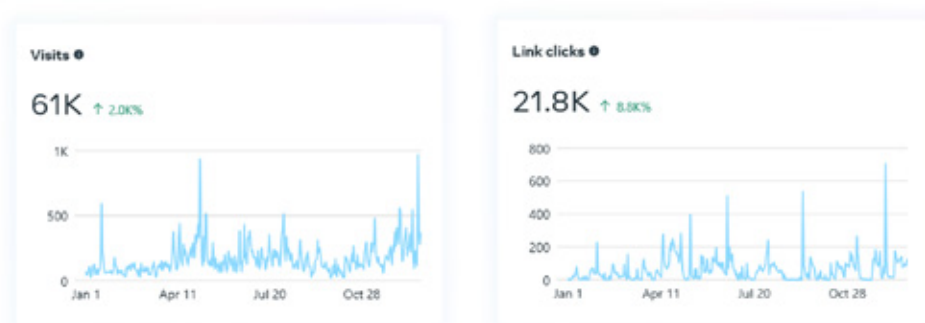 Visits
61K ↑ 2.0K%
1K
500
0
Jan 1 Apr 11 Jul 20 Oct 28
Link clicks
21.8K ↑ 8.8K%
800
600
400
200
0
Jan 1 Apr 11 Jul 20 Oct 28